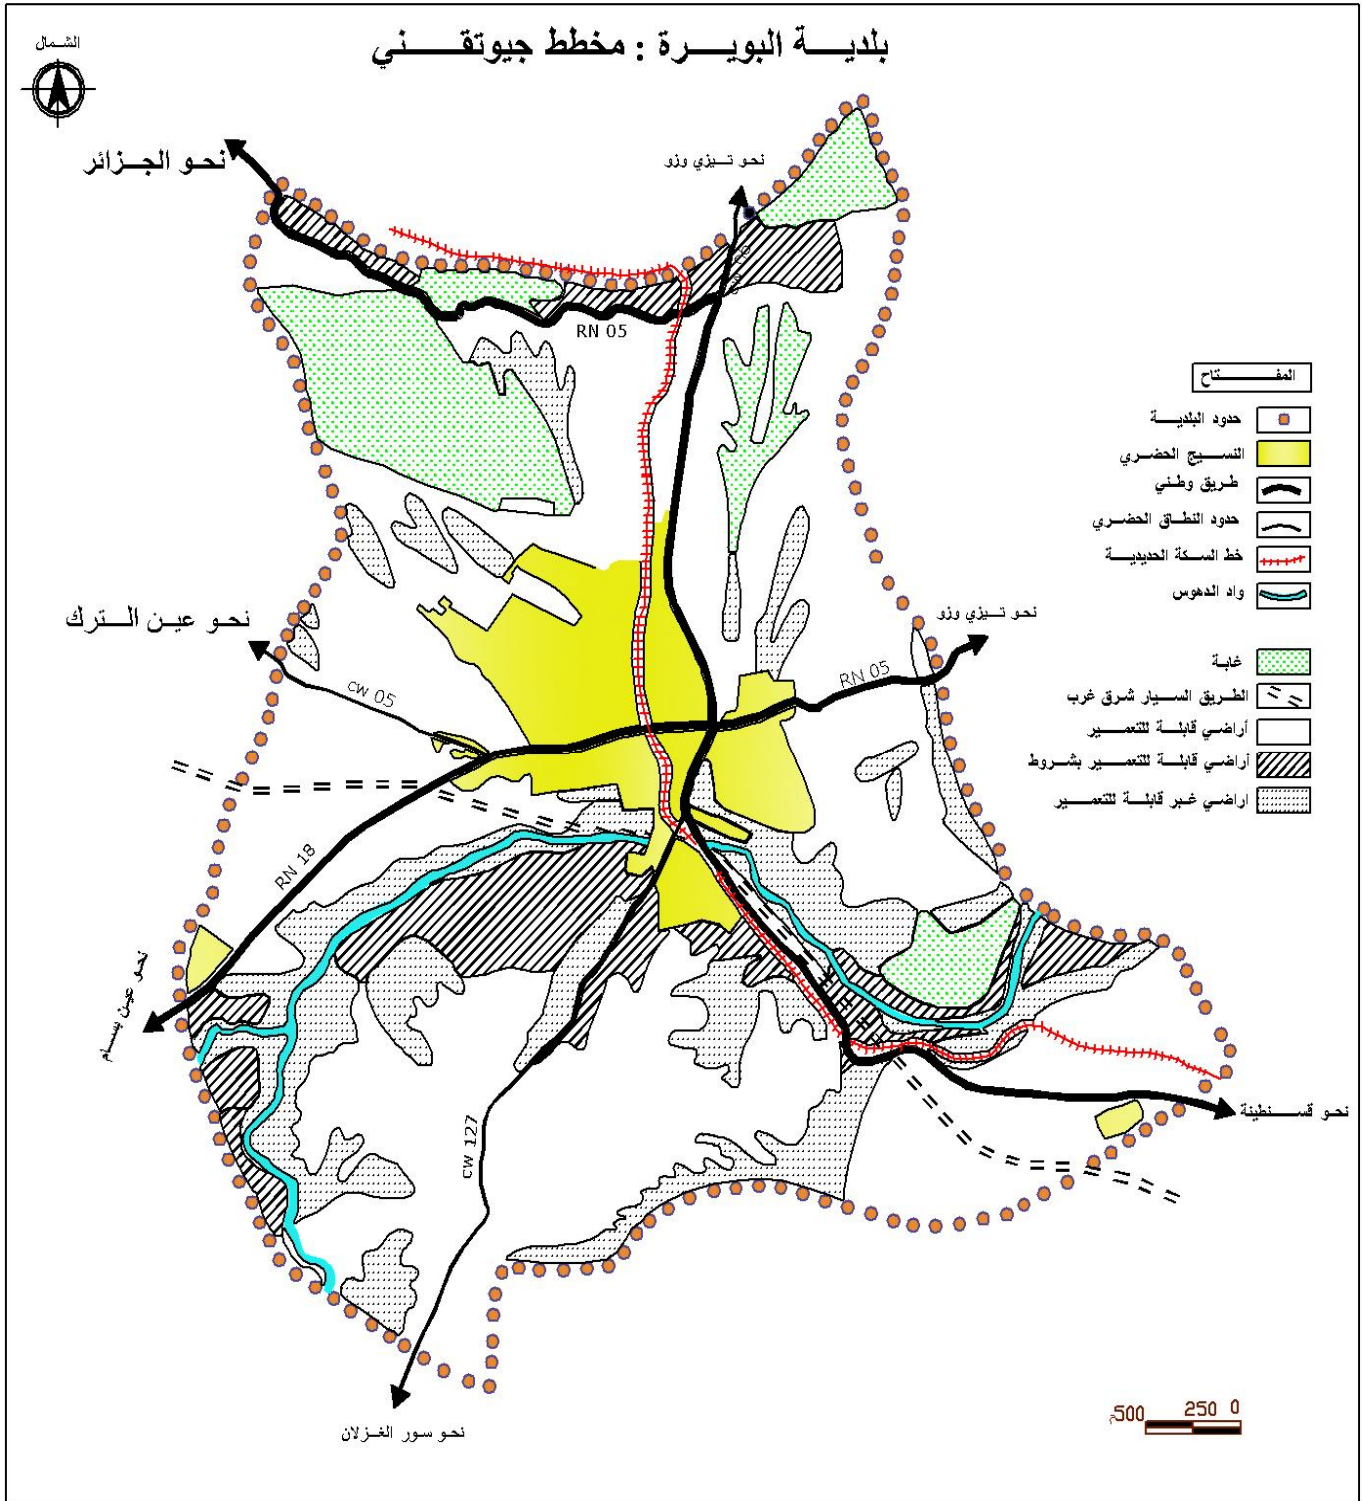 بلدية البويرة : مخطط جيوتقني
الشمال
نحو الجزائر
نحو تيزي وزو
RN 05
المفتاح
حدود البلدية
النسيج الحضري
طريق وطني
حدود النطاق الحضري
خط السكة الحديدية
واد الدهوس
غابة
الطريق السيار شرق غرب
أراضي قابلة للتعمير
أراضي قابلة للتعمير بشروط
اراضي غير قابلة للتعمير
نحو عين الترك
cw 05
نحو تيزي وزو
RN 05
RN 18
نحو عين بسام
cw 127
نحو قسنطينة
نحو سور الغزلان
500م 250 0